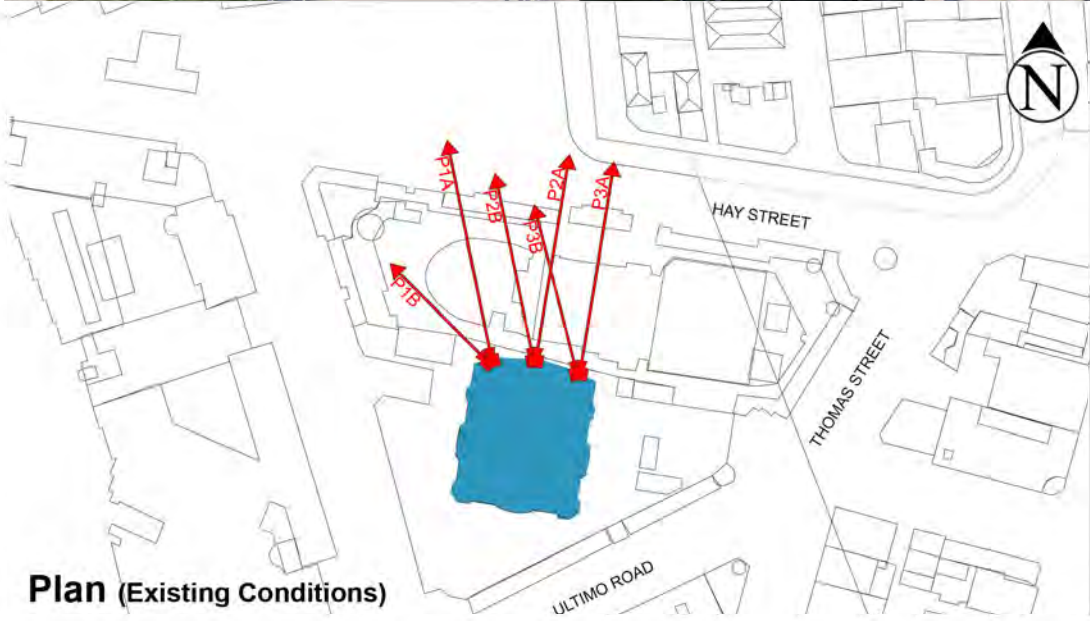 N
P1A
P2B
P2A
P3A
P3B
P1B
HAY STREET
THOMAS STREET
ULTIMO ROAD
Plan (Existing Conditions)